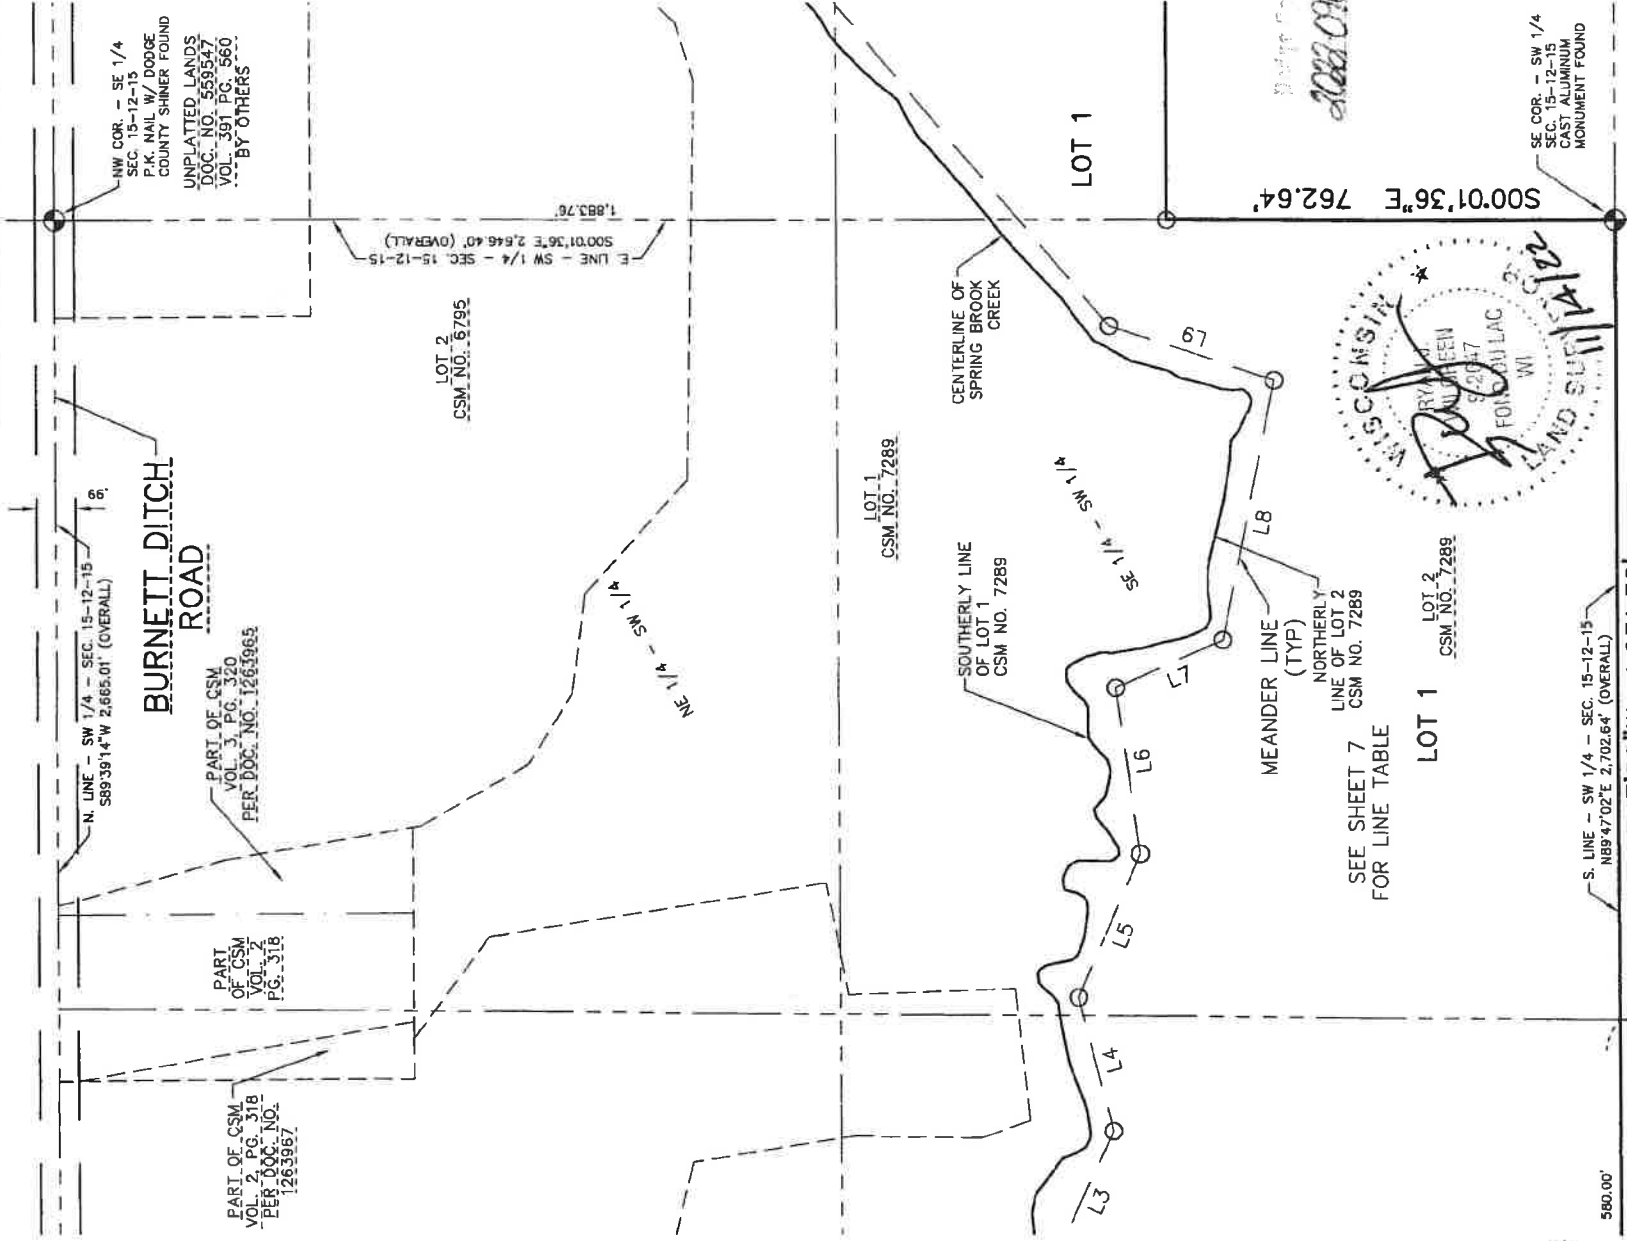 NW COR. - SE 1/4
SEC. 15-12-15
P.K. NAIL W/ DODGE
COUNTY SHINER FOUND
UNPLATTED LANDS
DOC. NO. 559547
VOL. 391 PG. 560
BY OTHERS
66'
N. LINE - SW 1/4 - SEC. 15-12-15
S89°39'14"W 2,665.01' (OVERALL)
BURNETT DITCH
ROAD
PART OF CSM
VOL. 3, PG. 320
PER DOC. NO. 1263965
PART
OF CSM
VOL. 2
PG. 318
PART OF CSM
VOL. 2, PG. 318
PER DOC. NO.
1263967
E. LINE - SW 1/4 - SEC. 15-12-15
S00°01'36"E 2,646.40' (OVERALL)
1,883.76'
LOT 2
CSM NO. 6795
NE 1/4 - SW 1/4
LOT 1
CSM NO. 7289
CENTERLINE OF
SPRING BROOK
CREEK
LOT 1
SE 1/4 - SW 1/4
SOUTHERLY LINE
OF LOT 1
CSM NO. 7289
L9
L8
L7
L6
L5
L4
L3
MEANDER LINE
(TYP)
NORTHERLY
LINE OF LOT 2
CSM NO. 7289
SEE SHEET 7
FOR LINE TABLE
LOT 1
LOT 2
CSM NO. 7289
S00°01'36"E 762.64'
SE COR. - SW 1/4
SEC. 15-12-15
CAST ALUMINUM
MONUMENT FOUND
WISCONSIN
FOND DU LAC
WI
LAND
11/14/22
S. LINE - SW 1/4 - SEC. 15-12-15
N89°47'02"E 2,702.64' (OVERALL)
580.00'